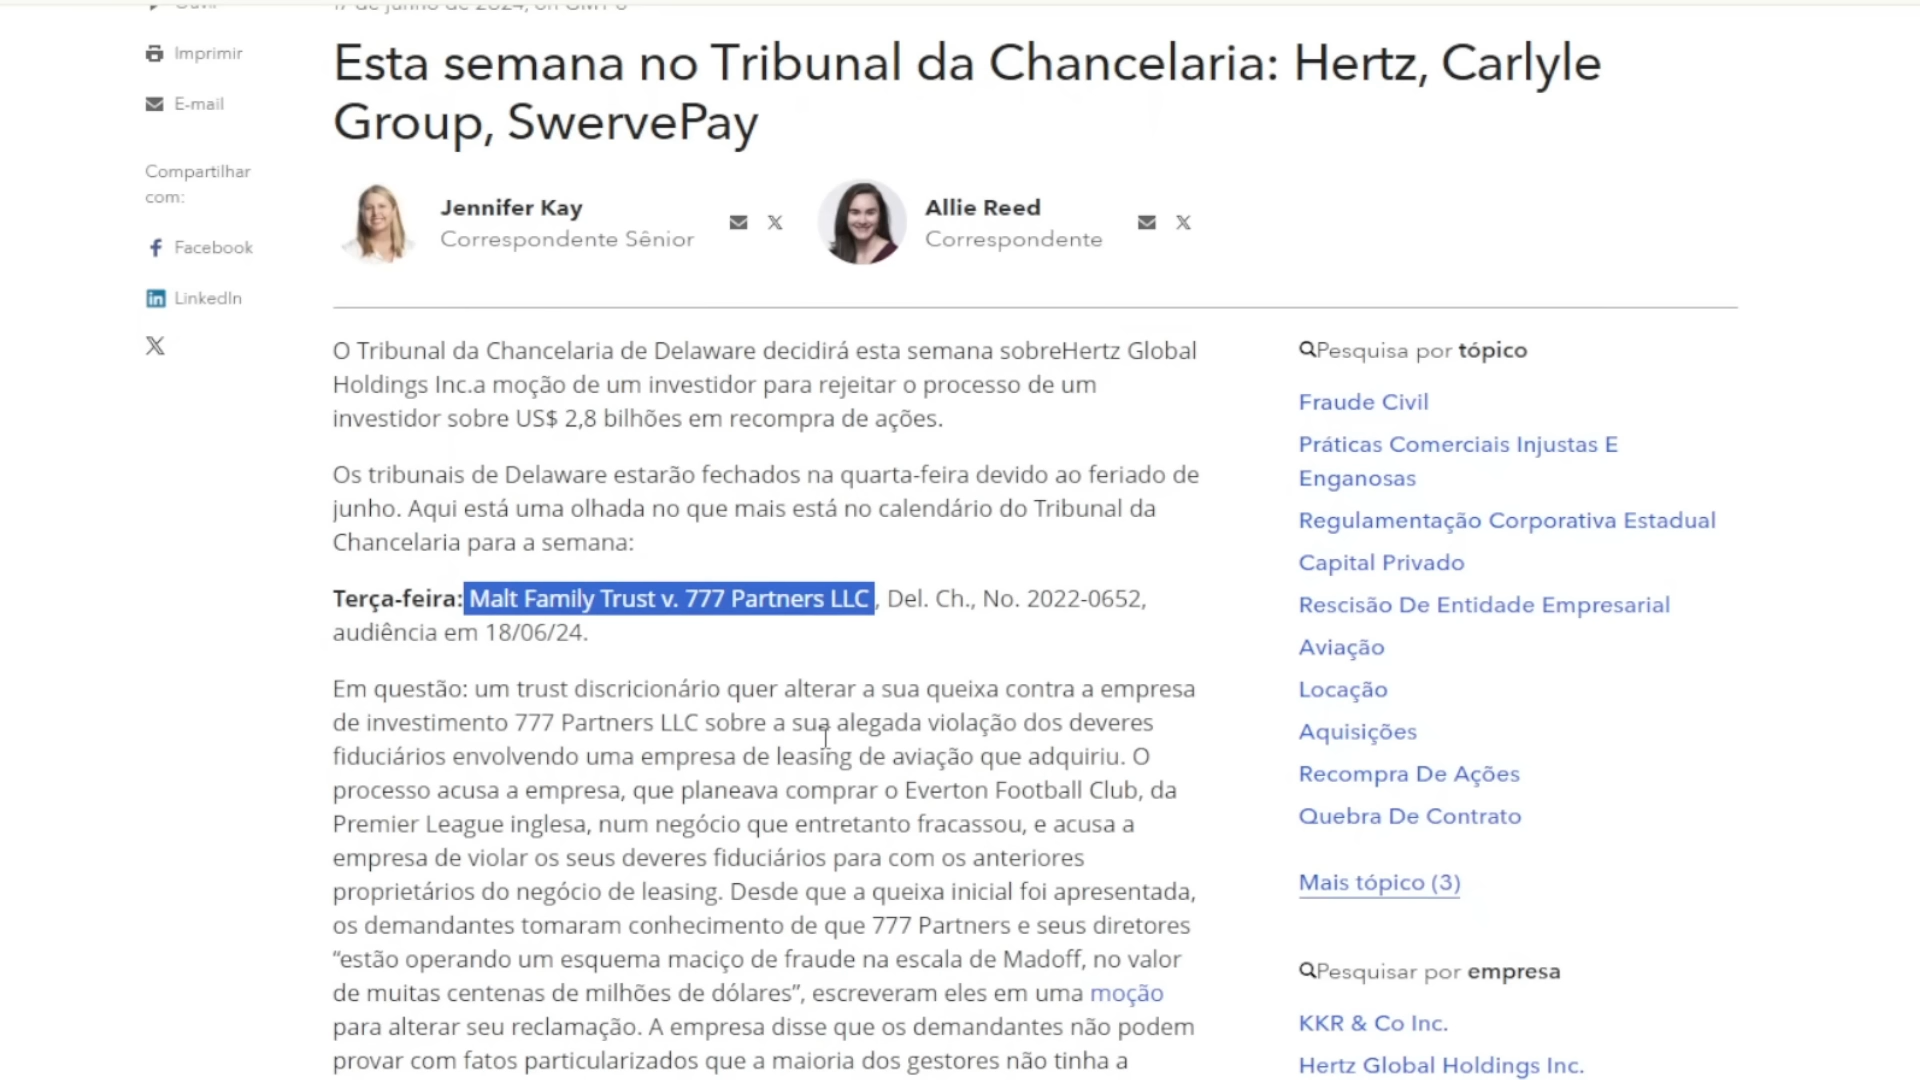 Imprimir
E-mail
Compartilhar
com:
Facebook
LinkedIn
Esta semana no Tribunal da Chancelaria: Hertz, Carlyle
Group, SwervePay
Jennifer Kay
Correspondente Sênior
Allie Reed
Correspondente
O Tribunal da Chancelaria de Delaware decidirá esta semana sobreHertz Global
Holdings Inc.a moção de um investidor para rejeitar o processo de um
investidor sobre US$ 2,8 bilhões em recompra de ações.
Os tribunais de Delaware estarão fechados na quarta-feira devido ao feriado de
junho. Aqui está uma olhada no que mais está no calendário do Tribunal da
Chancelaria para a semana:
Terça-feira: Malt Family Trust v. 777 Partners LLC , Del. Ch., No. 2022-0652,
audiência em 18/06/24.
Em questão: um trust discricionário quer alterar a sua queixa contra a empresa
de investimento 777 Partners LLC sobre a sua alegada violação dos deveres
fiduciários envolvendo uma empresa de leasing de aviação que adquiriu. O
processo acusa a empresa, que planeava comprar o Everton Football Club, da
Premier League inglesa, num negócio que entretanto fracassou, e acusa a
empresa de violar os seus deveres fiduciários para com os anteriores
proprietários do negócio de leasing. Desde que a queixa inicial foi apresentada,
os demandantes tomaram conhecimento de que 777 Partners e seus diretores
“estão operando um esquema maciço de fraude na escala de Madoff, no valor
de muitas centenas de milhões de dólares”, escreveram eles em uma moção
para alterar seu reclamação. A empresa disse que os demandantes não podem
provar com fatos particularizados que a maioria dos gestores não tinha a
Pesquisa por tópico
Fraude Civil
Práticas Comerciais Injustas E
Enganosas
Regulamentação Corporativa Estadual
Capital Privado
Rescisão De Entidade Empresarial
Aviação
Locação
Aquisições
Recompra De Ações
Quebra De Contrato
Mais tópico (3)
Pesquisar por empresa
KKR & Co Inc.
Hertz Global Holdings Inc.